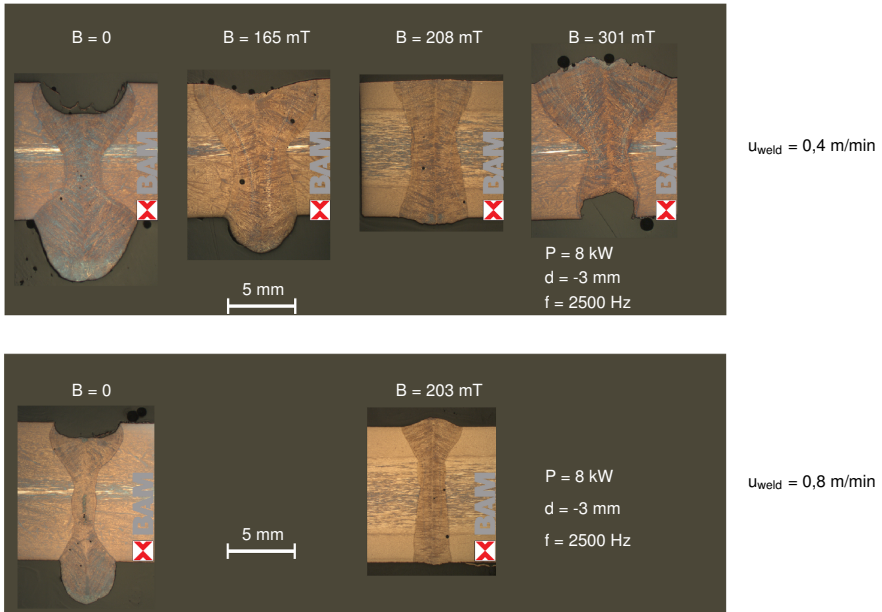 B = 0 B = 165 mT B = 208 mT B = 301 mT
BAM BAM BAM BAM
u_weld = 0,4 m/min
P = 8 kW
d = -3 mm
f = 2500 Hz
5 mm
B = 0 B = 203 mT
BAM BAM
P = 8 kW
d = -3 mm
f = 2500 Hz
u_weld = 0,8 m/min
5 mm